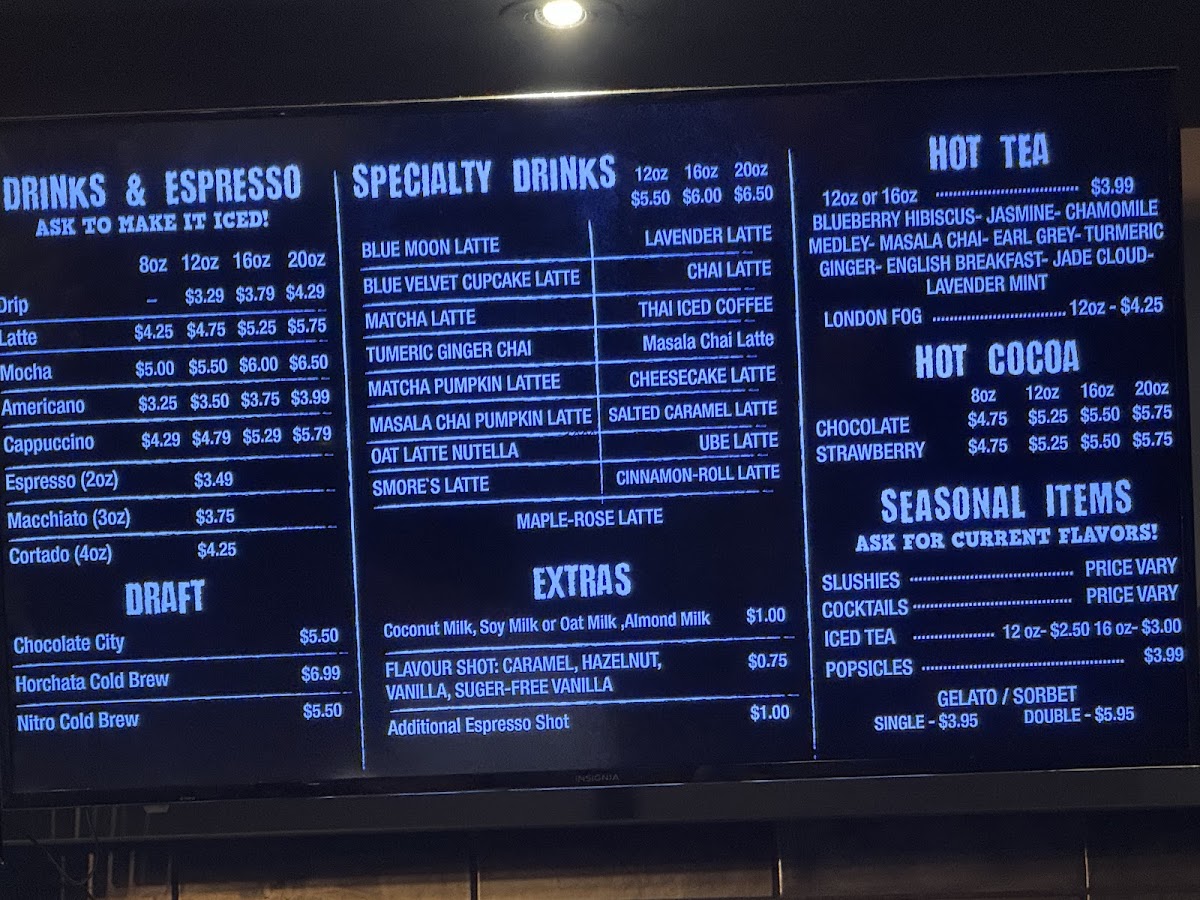 DRINKS & ESPRESSO
ASK TO MAKE IT ICED!
8oz 12oz 16oz 20oz
Drip – $3.29 $3.79 $4.29
Latte $4.25 $4.75 $5.25 $5.75
Mocha $5.00 $5.50 $6.00 $6.50
Americano $3.25 $3.50 $3.75 $3.99
Cappuccino $4.29 $4.79 $5.29 $5.79
Espresso (2oz) $3.49
Macchiato (3oz) $3.75
Cortado (4oz) $4.25
DRAFT
Chocolate City $5.50
Horchata Cold Brew $6.99
Nitro Cold Brew $5.50
SPECIALTY DRINKS
12oz 16oz 20oz
$5.50 $6.00 $6.50
BLUE MOON LATTE
BLUE VELVET CUPCAKE LATTE
MATCHA LATTE
TUMERIC GINGER CHAI
MATCHA PUMPKIN LATTEE
MASALA CHAI PUMPKIN LATTE
OAT LATTE NUTELLA
SMORE`S LATTE
LAVENDER LATTE
CHAI LATTE
THAI ICED COFFEE
Masala Chai Latte
CHEESECAKE LATTE
SALTED CARAMEL LATTE
UBE LATTE
CINNAMON-ROLL LATTE
MAPLE-ROSE LATTE
EXTRAS
Coconut Milk, Soy Milk or Oat Milk ,Almond Milk $1.00
FLAVOUR SHOT: CARAMEL, HAZELNUT, $0.75
VANILLA, SUGER-FREE VANILLA
Additional Espresso Shot $1.00
HOT TEA
12oz or 16oz ........................ $3.99
BLUEBERRY HIBISCUS- JASMINE- CHAMOMILE
MEDLEY- MASALA CHAI- EARL GREY- TURMERIC
GINGER- ENGLISH BREAKFAST- JADE CLOUD-
LAVENDER MINT
LONDON FOG ........................ 12oz - $4.25
HOT COCOA
8oz 12oz 16oz 20oz
CHOCOLATE $4.75 $5.25 $5.50 $5.75
STRAWBERRY $4.75 $5.25 $5.50 $5.75
SEASONAL ITEMS
ASK FOR CURRENT FLAVORS!
SLUSHIES ........................ PRICE VARY
COCKTAILS ........................ PRICE VARY
ICED TEA ............... 12 oz- $2.50 16 oz- $3.00
POPSICLES ........................ $3.99
GELATO / SORBET
SINGLE - $3.95 DOUBLE - $5.95
INSIGNIA